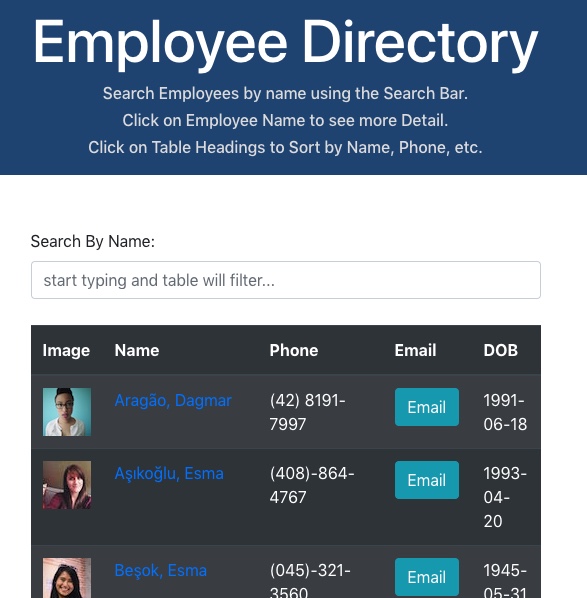 Employee Directory
Search Employees by name using the Search Bar.
Click on Employee Name to see more Detail.
Click on Table Headings to Sort by Name, Phone, etc.
Search By Name:
start typing and table will filter...
Image Name Phone Email DOB
Aragão, Dagmar (42) 8191- Email 1991-
7997 06-18
Aşıkoğlu, Esma (408)-864- Email 1993-
4767 04-
20
Beşok, Esma (045)-321- Email 1945-
3560 05-31